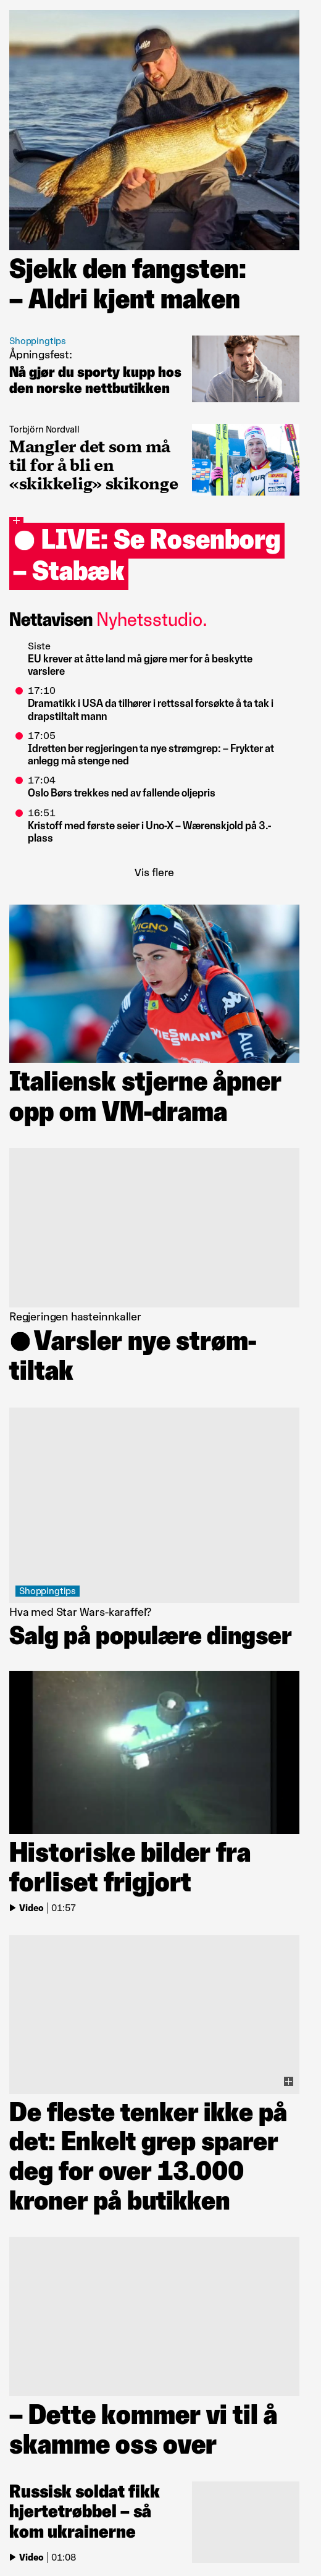 Sjekk den fangsten:
– Aldri kjent maken
Shoppingtips
Åpningsfest:
Nå gjør du sporty kupp hos
den norske nettbutikken
Torbjörn Nordvall
Mangler det som må
til for å bli en
«skikkelig» skikonge
● LIVE: Se Rosenborg
– Stabæk
Nettavisen Nyhetsstudio.
Siste
EU krever at åtte land må gjøre mer for å beskytte
varslere
17:10
Dramatikk i USA da tilhører i rettssal forsøkte å ta tak i
drapstiltalt mann
17:05
Idretten ber regjeringen ta nye strømgrep: – Frykter at
anlegg må stenge ned
17:04
Oslo Børs trekkes ned av fallende oljepris
16:51
Kristoff med første seier i Uno-X – Wærenskjold på 3.-
plass
Vis flere
VIGNO
VIESSMANN
Audi
Italiensk stjerne åpner
opp om VM-drama
Regjeringen hasteinnkaller
● Varsler nye strøm-
tiltak
Shoppingtips
Hva med Star Wars-karaffel?
Salg på populære dingser
Historiske bilder fra
forliset frigjort
Video | 01:57
De fleste tenker ikke på
det: Enkelt grep sparer
deg for over 13.000
kroner på butikken
– Dette kommer vi til å
skamme oss over
Russisk soldat fikk
hjertetrøbbel – så
kom ukrainerne
Video | 01:08